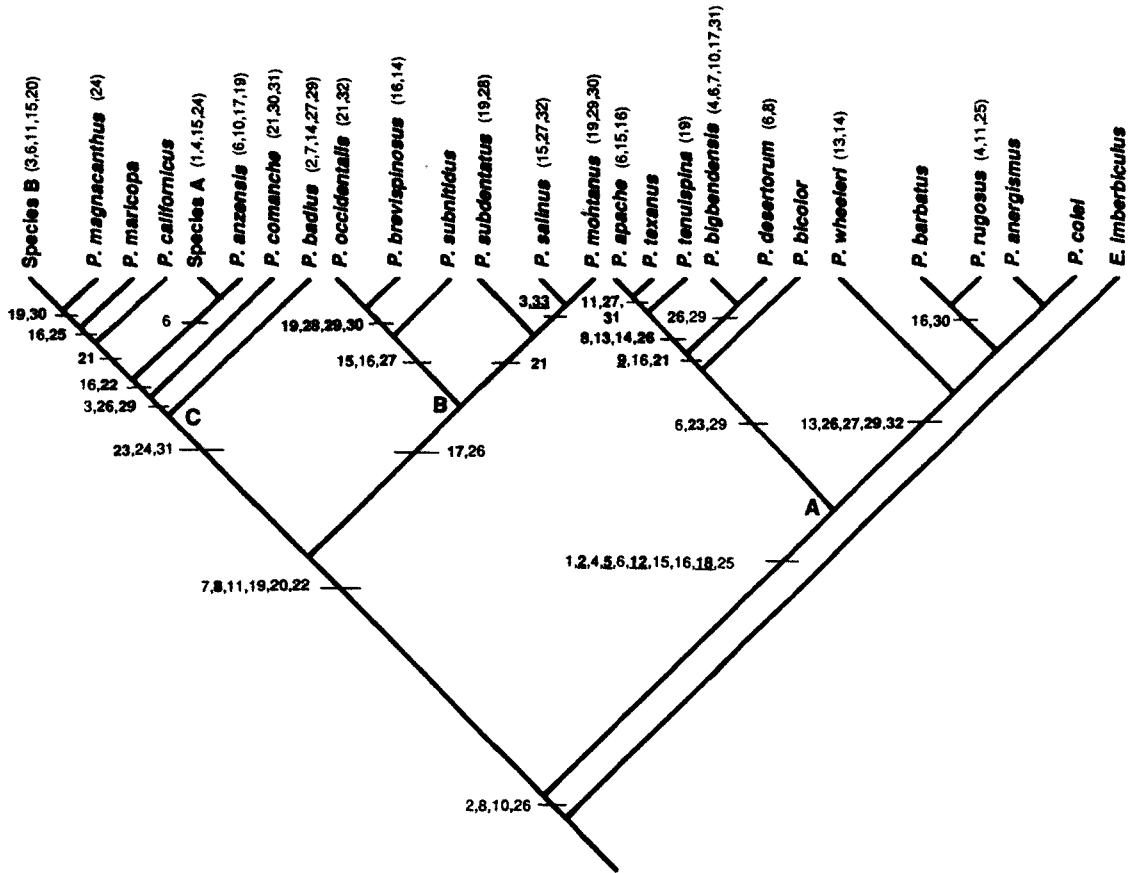 Species B (3,6,11,15,20)
P. magnacanthus (24)
P. maricopa
P. californicus
Species A (1,4,15,24)
P. anzensis (6,10,17,19)
P. comanche (21,30,31)
P. badius (2,7,14,27,29)
P. occidentalis (21,32)
P. brevispinosus (16,14)
P. subnitidus
P. subdentatus (19,28)
P. salinus (15,27,32)
P. montanus (19,29,30)
P. apache (6,15,16)
P. texanus
P. tenuispina (19)
P. bigbendensis (4,6,7,10,17,31)
P. desertorum (6,8)
P. bicolor
P. wheeleri (13,14)
P. barbatus
P. rugosus (4,11,25)
P. anergismus
P. colei
E. imberbiculus
19,30
16,25
21
16,22
3,26,29
C
23,24,31
6
19,28,29,30
15,16,27
B
17,26
3,33
31
21
11,27,
8,13,14,26
9,16,21
26,29
6,23,29
16,30
13,26,27,29,32
A
1,2,4,5,6,12,15,16,18,25
7,8,11,19,20,22
2,8,10,26